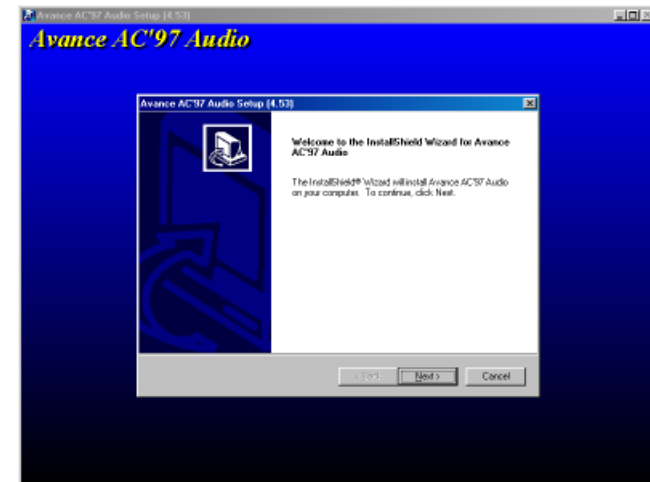 Avance AC'97 Audio Setup (4.53)
Avance AC'97 Audio
Avance AC'97 Audio Setup (4.53)
Welcome to the InstallShield Wizard for Avance
AC'97 Audio
The InstallShield® Wizard will install Avance AC'97 Audio
on your computer. To continue, click Next.
< Back
Next >
Cancel